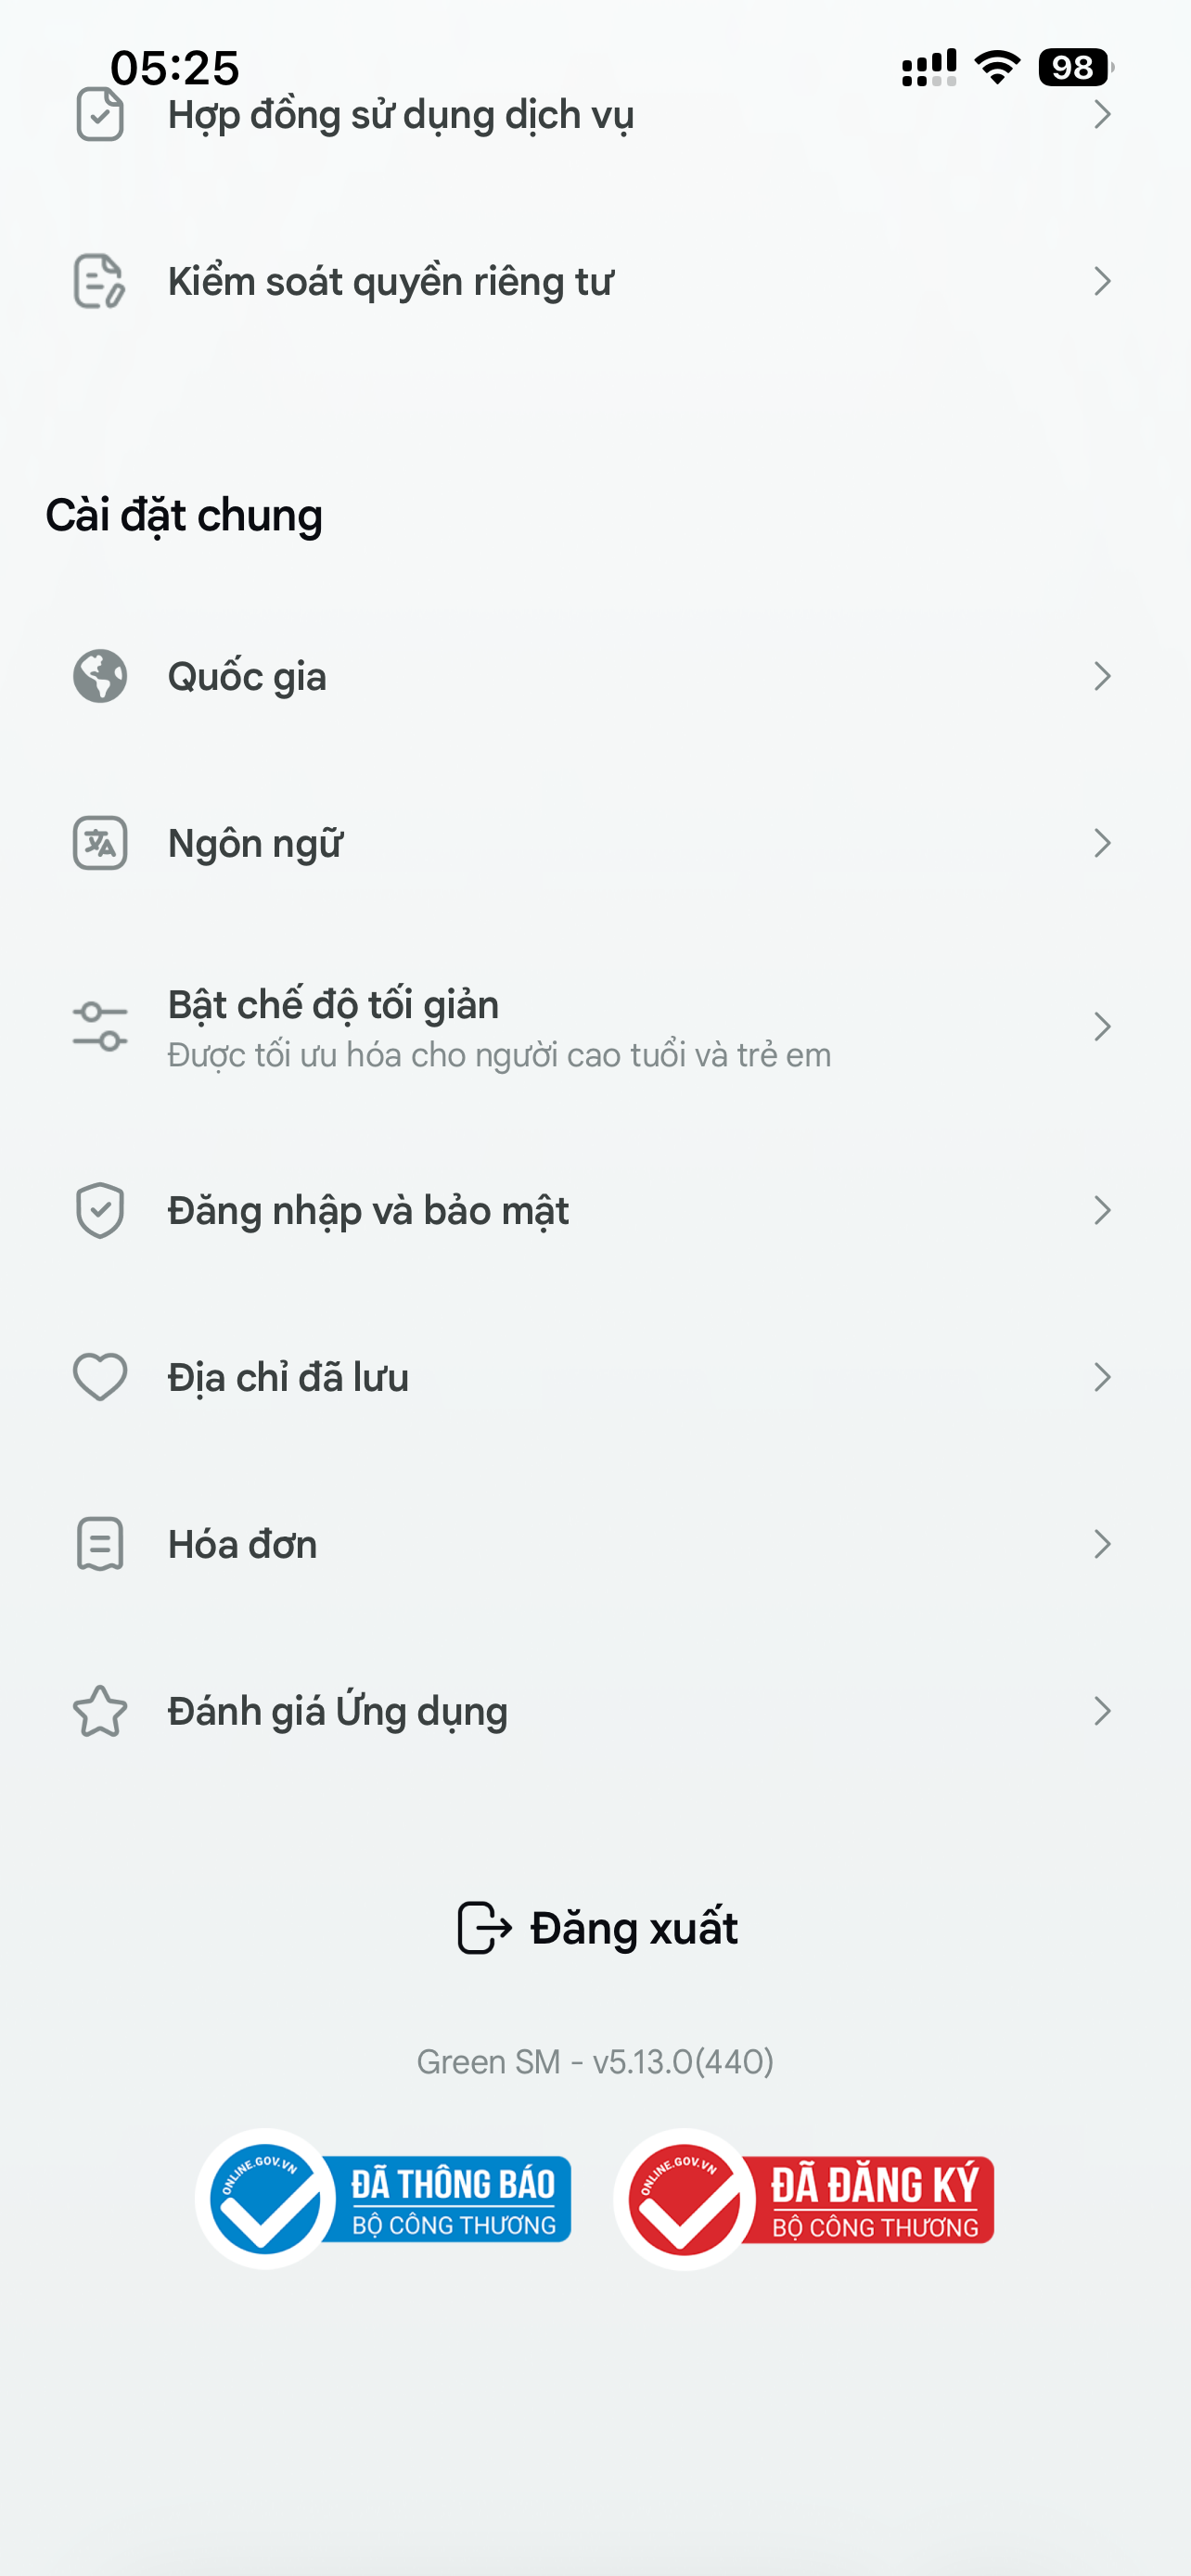 05:25
98
Hợp đồng sử dụng dịch vụ
Kiểm soát quyền riêng tư
Cài đặt chung
Quốc gia
Ngôn ngữ
Bật chế độ tối giản
Được tối ưu hóa cho người cao tuổi và trẻ em
Đăng nhập và bảo mật
Địa chỉ đã lưu
Hóa đơn
Đánh giá Ứng dụng
Đăng xuất
Green SM - v5.13.0(440)
ONLINE.GOV.VN
ĐÃ THÔNG BÁO
BỘ CÔNG THƯƠNG
ONLINE.GOV.VN
ĐÃ ĐĂNG KÝ
BỘ CÔNG THƯƠNG